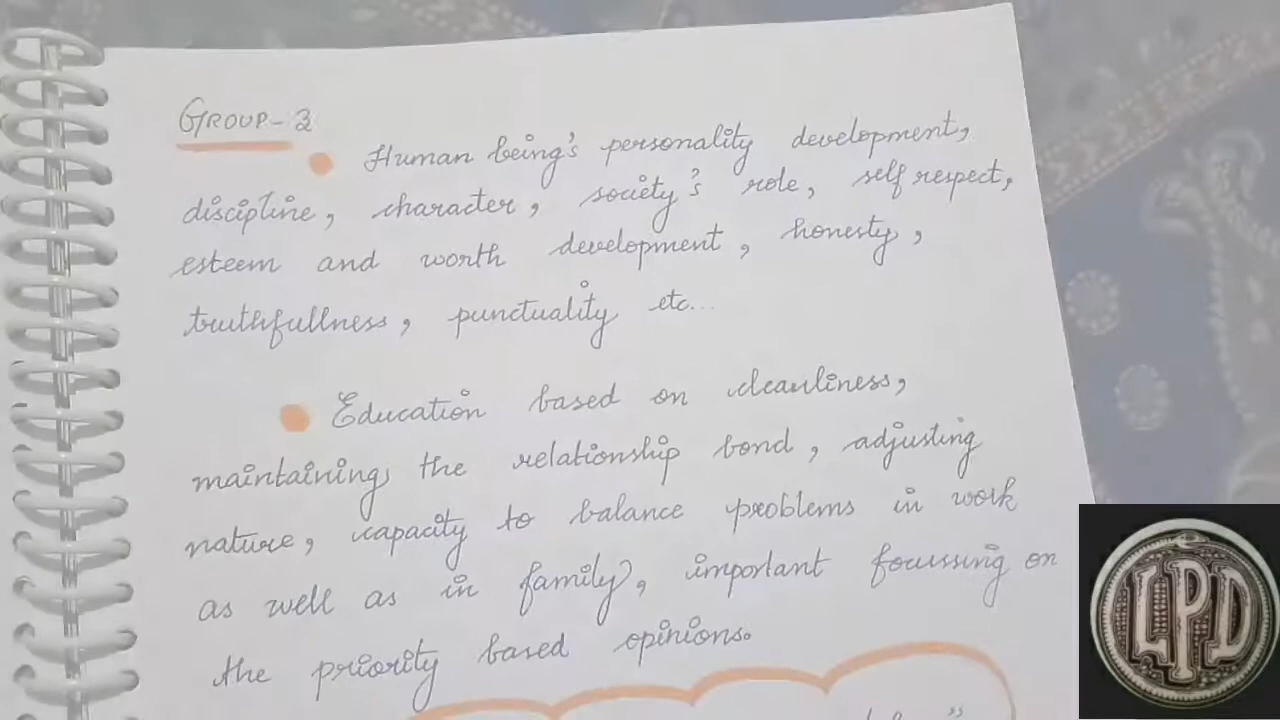 GROUP - 3
Human being's personality development,
discipline, character, society's role, self respect,
esteem and worth development, honesty,
truthfullness, punctuality etc...
Education based on cleanliness,
maintaining the relationship bond, adjusting
nature, capacity to balance problems in work
as well as in family, important focussing on
the priority based opinions.
LPD